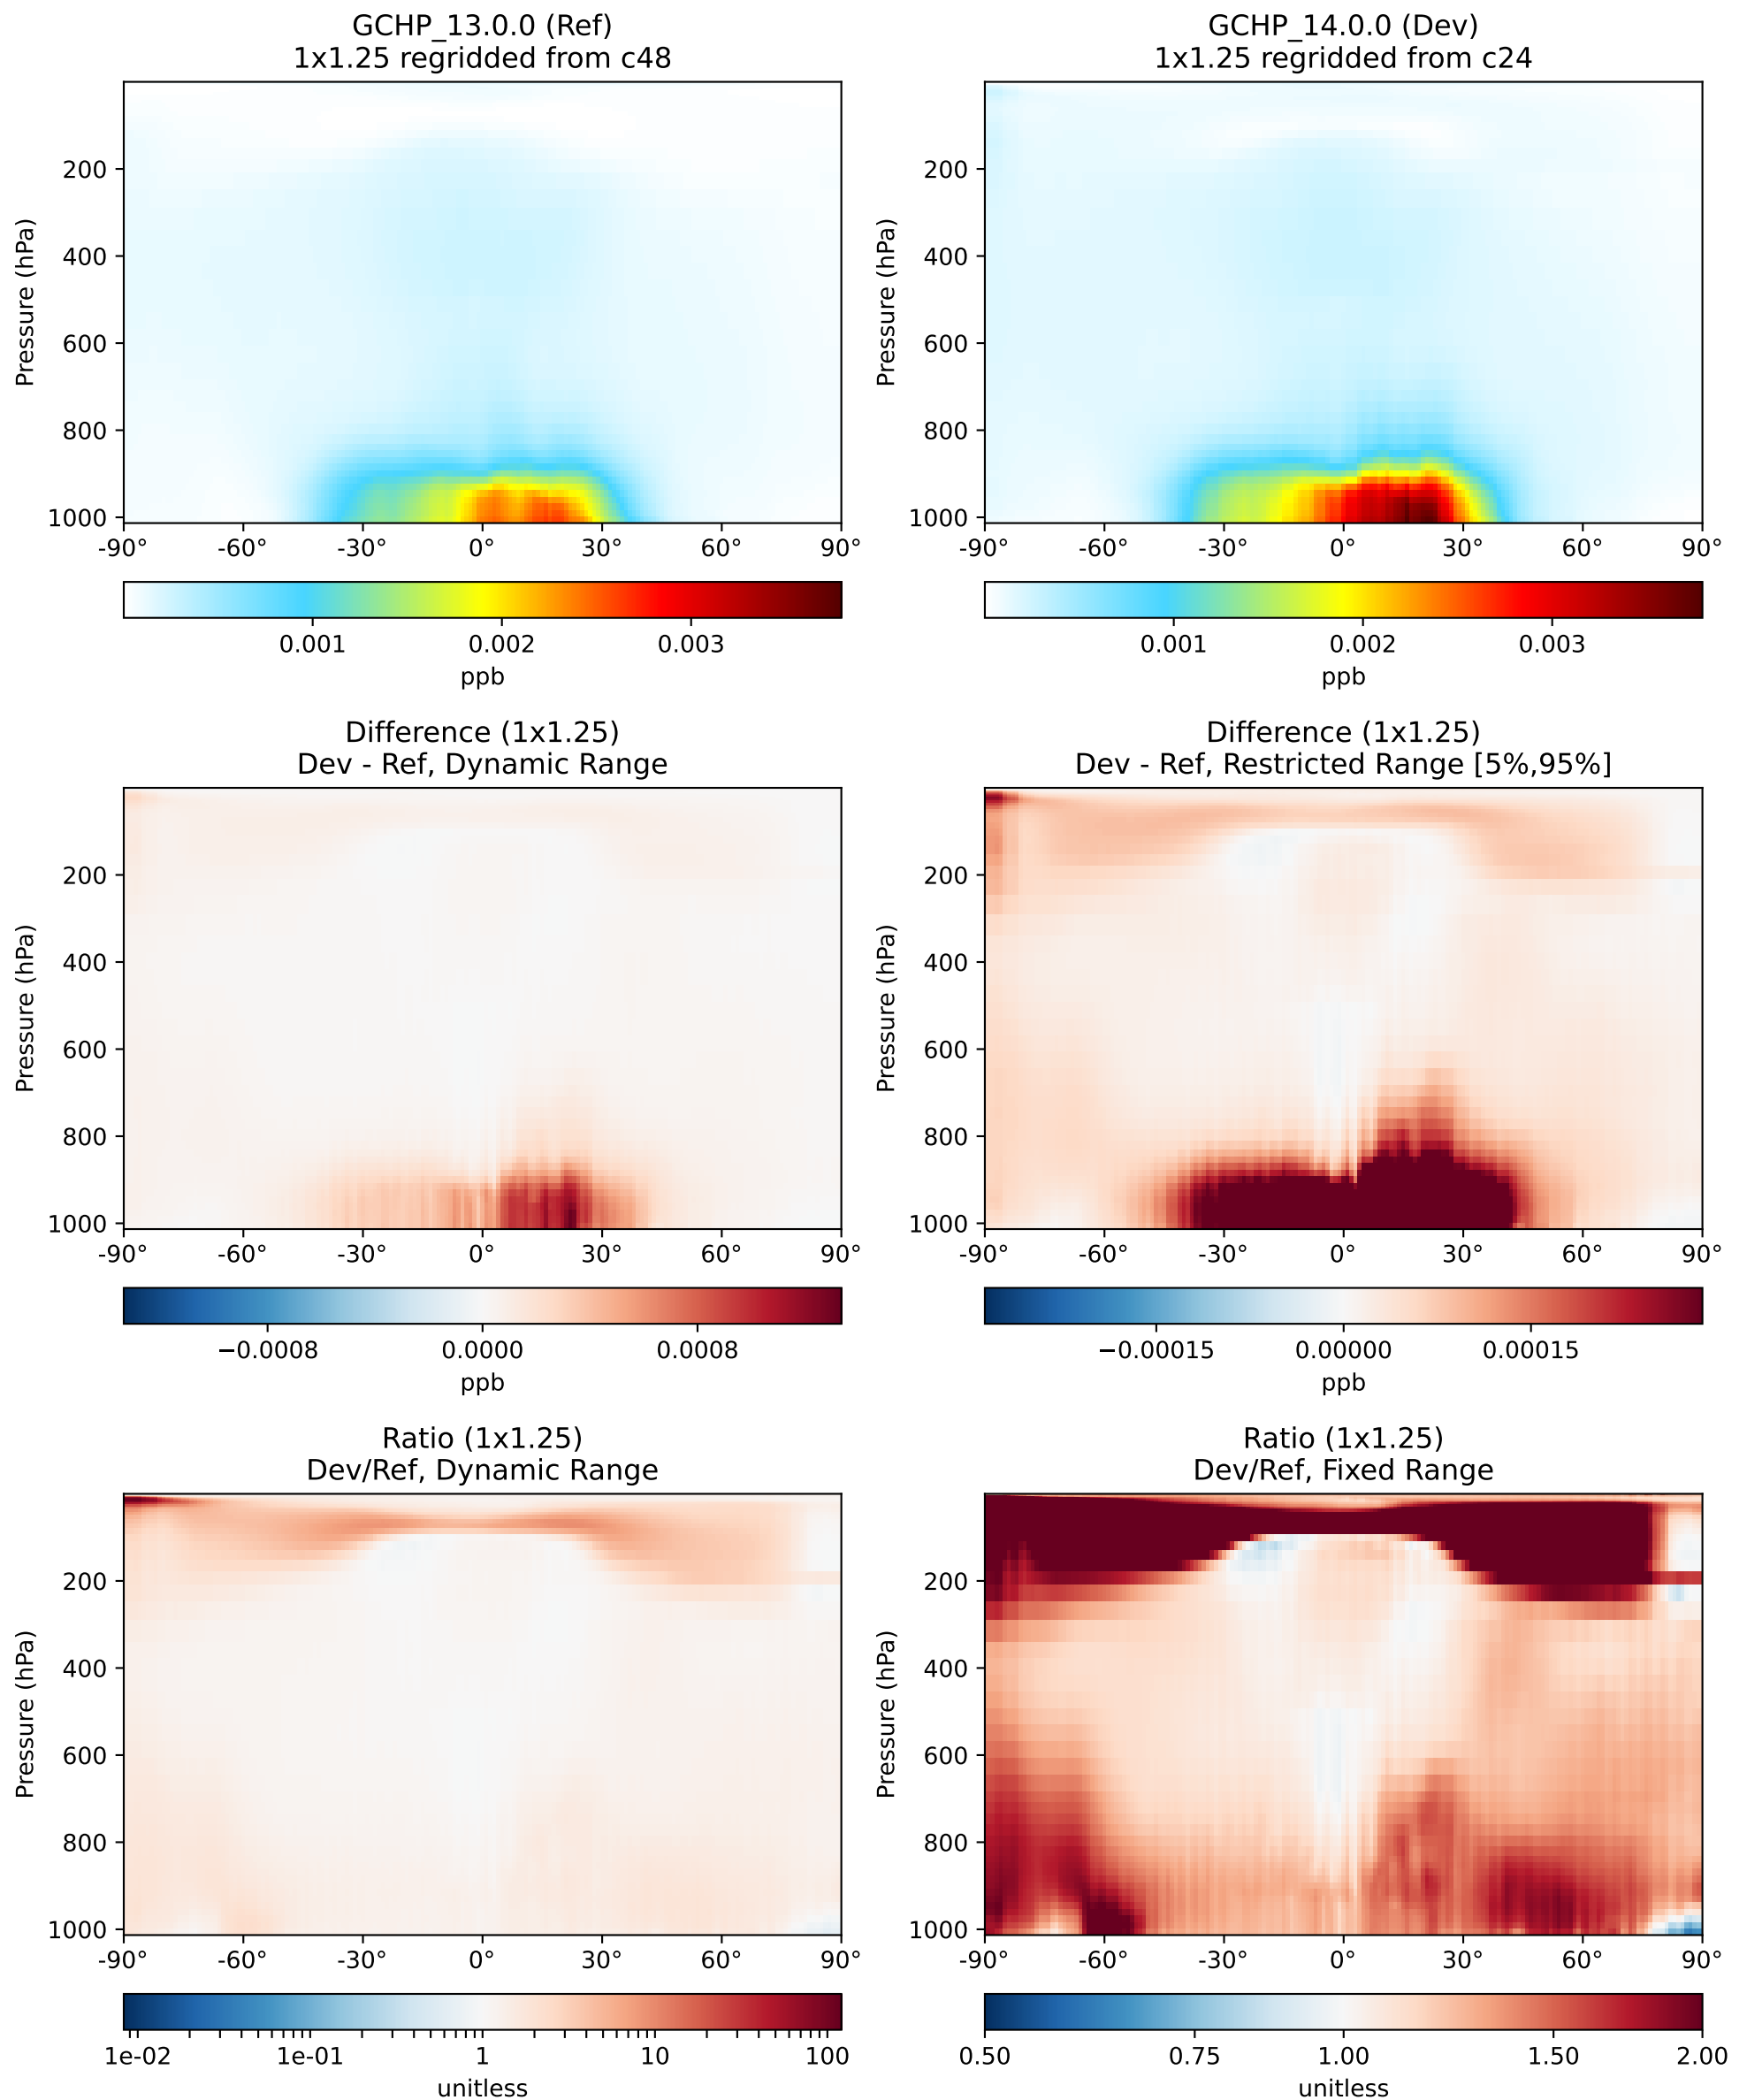 GCHP_13.0.0 (Ref)
1x1.25 regridded from c48
Pressure (hPa)
200
400
600
800
1000
-90° -60° -30° 0° 30° 60° 90°
0.001 0.002 0.003
ppb
GCHP_14.0.0 (Dev)
1x1.25 regridded from c24
Pressure (hPa)
200
400
600
800
1000
-90° -60° -30° 0° 30° 60° 90°
0.001 0.002 0.003
ppb
Difference (1x1.25)
Dev - Ref, Dynamic Range
Pressure (hPa)
200
400
600
800
1000
-90° -60° -30° 0° 30° 60° 90°
−0.0008 0.0000 0.0008
ppb
Difference (1x1.25)
Dev - Ref, Restricted Range [5%,95%]
Pressure (hPa)
200
400
600
800
1000
-90° -60° -30° 0° 30° 60° 90°
−0.00015 0.00000 0.00015
ppb
Ratio (1x1.25)
Dev/Ref, Dynamic Range
Pressure (hPa)
200
400
600
800
1000
-90° -60° -30° 0° 30° 60° 90°
1e-02 1e-01 1 10 100
unitless
Ratio (1x1.25)
Dev/Ref, Fixed Range
Pressure (hPa)
200
400
600
800
1000
-90° -60° -30° 0° 30° 60° 90°
0.50 0.75 1.00 1.50 2.00
unitless